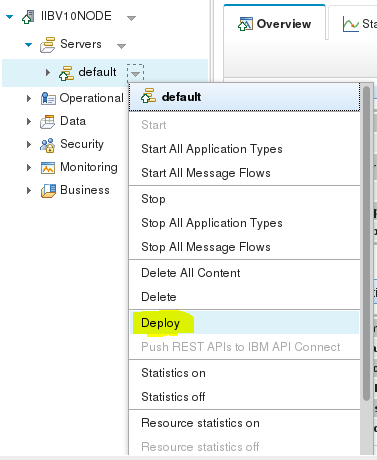 IIBV10NODE
Overview
Sta
Servers
default
default
Operational
Start
Data
Start All Application Types
Security
Start All Message Flows
Monitoring
Business
Stop
Stop All Application Types
Stop All Message Flows
Delete All Content
Delete
Deploy
Push REST APIs to IBM API Connect
Statistics on
Statistics off
Resource statistics on
Resource statistics off